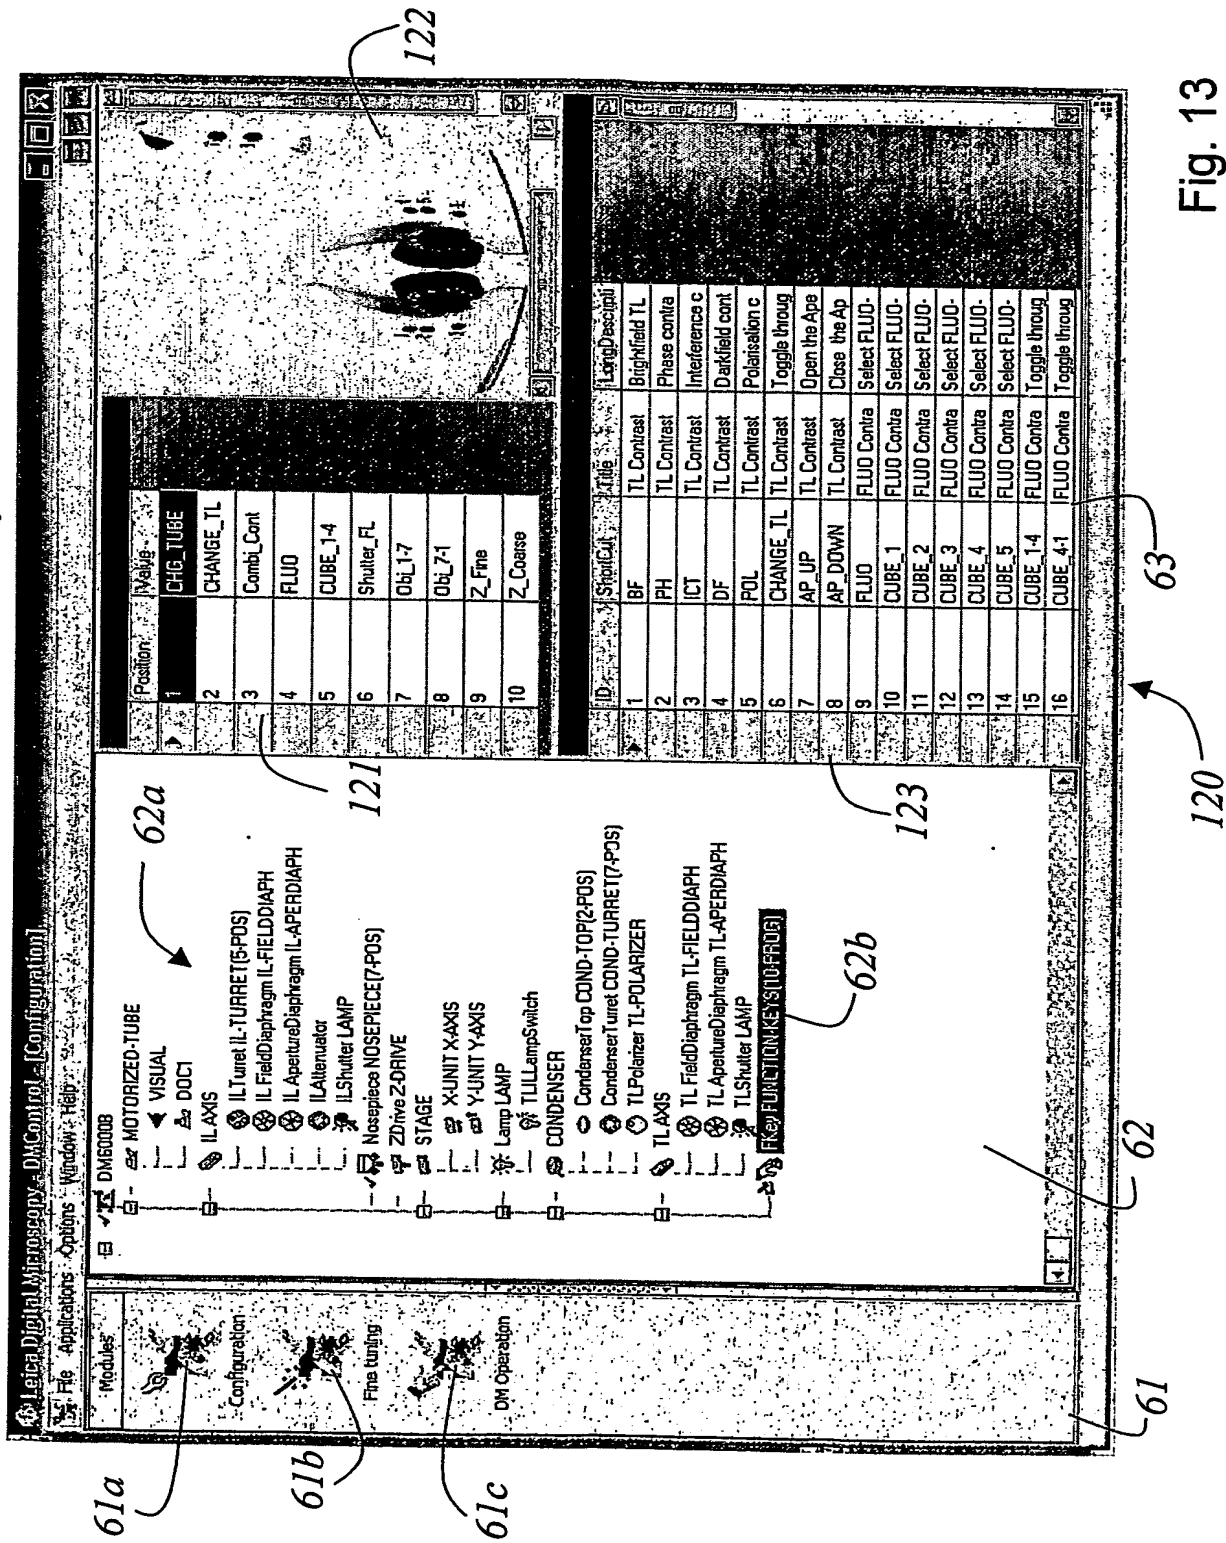 Leica Digital Microscopy - DMControl - [Configuration]
File Applications Options Window Help
Modules
Configuration
Fine tuning
DM Operation
DM6000B
MOTORIZED-TUBE
VISUAL
DOC1
ILAXIS
ILTurret IL-TURRET(5-POS)
IL FieldDiaphragm IL-FIELDDIAPH
IL ApertureDiaphragm IL-APERDIAPH
ILAttenuator
ILShutter LAMP
Nosepiece NOSEPIECE(7-POS)
ZDrive Z-DRIVE
STAGE
X-UNIT X-AXIS
Y-UNIT Y-AXIS
Lamp LAMP
TLILLampSwitch
CONDENSER
CondenserTop COND-TOP(2-POS)
CondenserTurret COND-TURRET(7-POS)
TLPolarizer TL-POLARIZER
TLAXIS
TL FieldDiaphragm TL-FIELDDIAPH
TL ApertureDiaphragm TL-APERDIAPH
TLShutter LAMP
FKey FUNCTION-KEYS(10-PROG)
Position Value
1 CHG_TUBE
2 CHANGE_TL
3 Combi_Cont
4 FLUO
5 CUBE_1-4
6 Shutter_FL
7 Obj_1-7
8 Obj_7-1
9 Z_Fine
10 Z_Coarse
ID ShortCut Title LongDescripti
1 BF TL Contrast Brightfield TL
2 PH TL Contrast Phase contra
3 ICT TL Contrast Interference c
4 DF TL Contrast Darkfield cont
5 POL TL Contrast Polarisation c
6 CHANGE_TL TL Contrast Toggle throug
7 AP_UP TL Contrast Open the Ape
8 AP_DOWN TL Contrast Close the Ap
9 FLUO FLUO Contra Select FLUO-
10 CUBE_1 FLUO Contra Select FLUO-
11 CUBE_2 FLUO Contra Select FLUO-
12 CUBE_3 FLUO Contra Select FLUO-
13 CUBE_4 FLUO Contra Select FLUO-
14 CUBE_5 FLUO Contra Select FLUO-
15 CUBE_1-4 FLUO Contra Toggle throug
16 CUBE_4-1 FLUO Contra Toggle throug
61a
61b
61c
61
62a
62b
62
121
122
123
63
120
Fig. 13